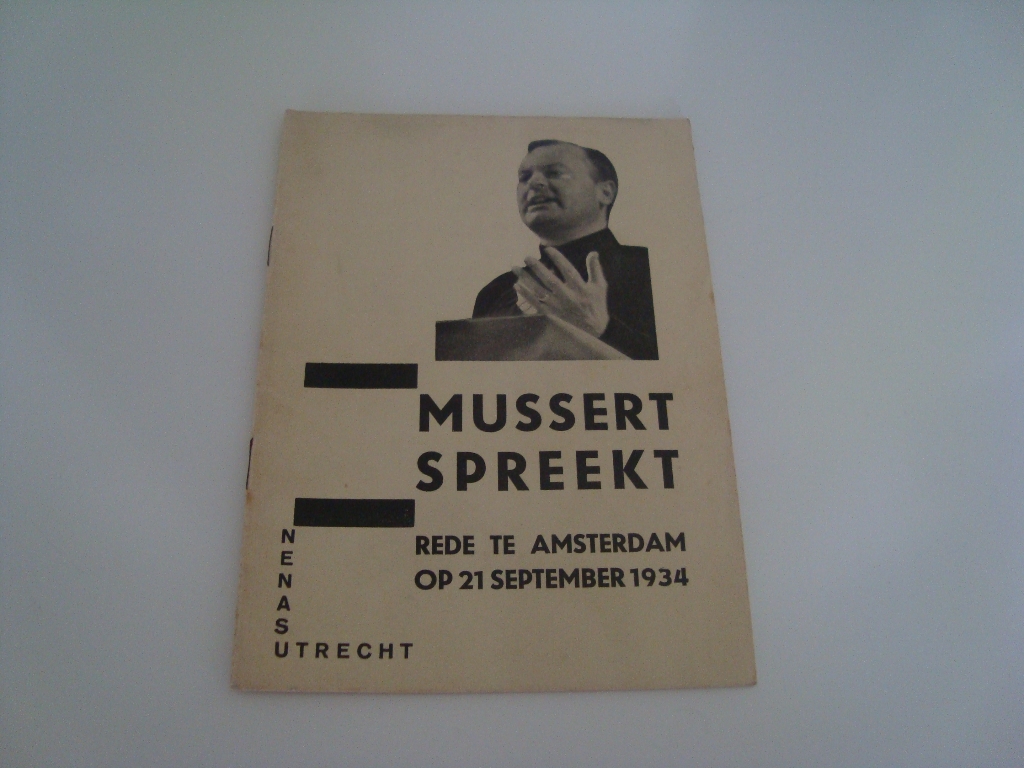 MUSSERT
SPREEKT
REDE TE AMSTERDAM
OP 21 SEPTEMBER 1934
NENASU
UTRECHT